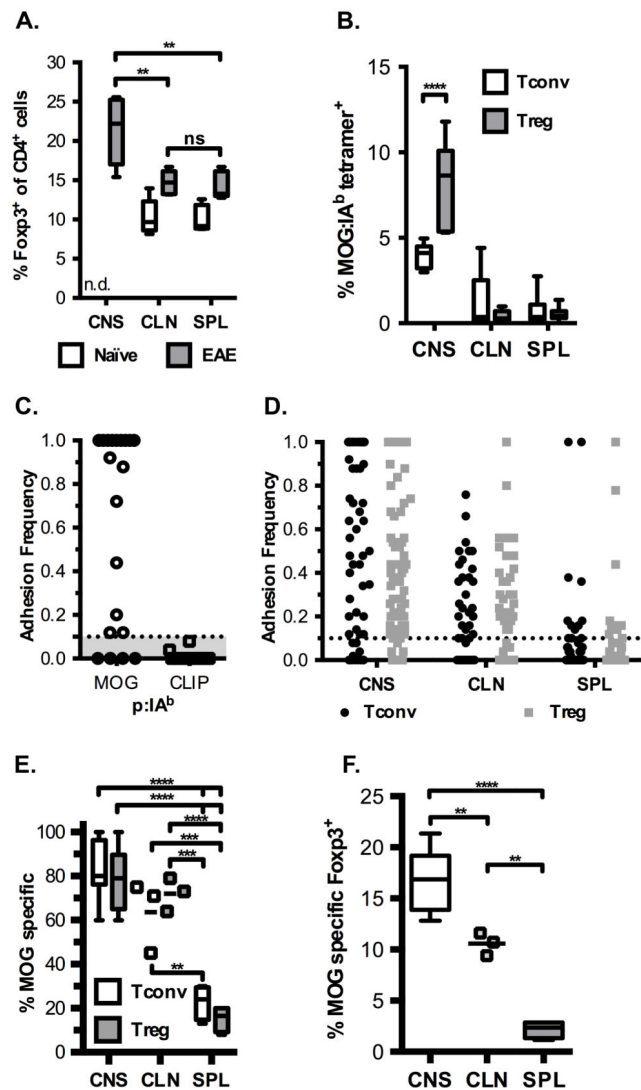 A.
% Foxp3⁺ of CD4⁺ cells
30
25
20
15
10
5
0
**
**
ns
n.d.
CNS CLN SPL
Naïve EAE
B.
% MOG:IAᵇ tetramer⁺
15
10
5
0
****
Tconv
Treg
CNS CLN SPL
C.
Adhesion Frequency
1.0
0.8
0.6
0.4
0.2
0.0
MOG CLIP
p:IAᵇ
D.
Adhesion Frequency
1.0
0.8
0.6
0.4
0.2
0.0
CNS CLN SPL
Tconv Treg
E.
% MOG specific
100
80
60
40
20
0
****
****
****
***
***
**
Tconv
Treg
CNS CLN SPL
F.
% MOG specific Foxp3⁺
25
20
15
10
5
0
****
**
**
CNS CLN SPL